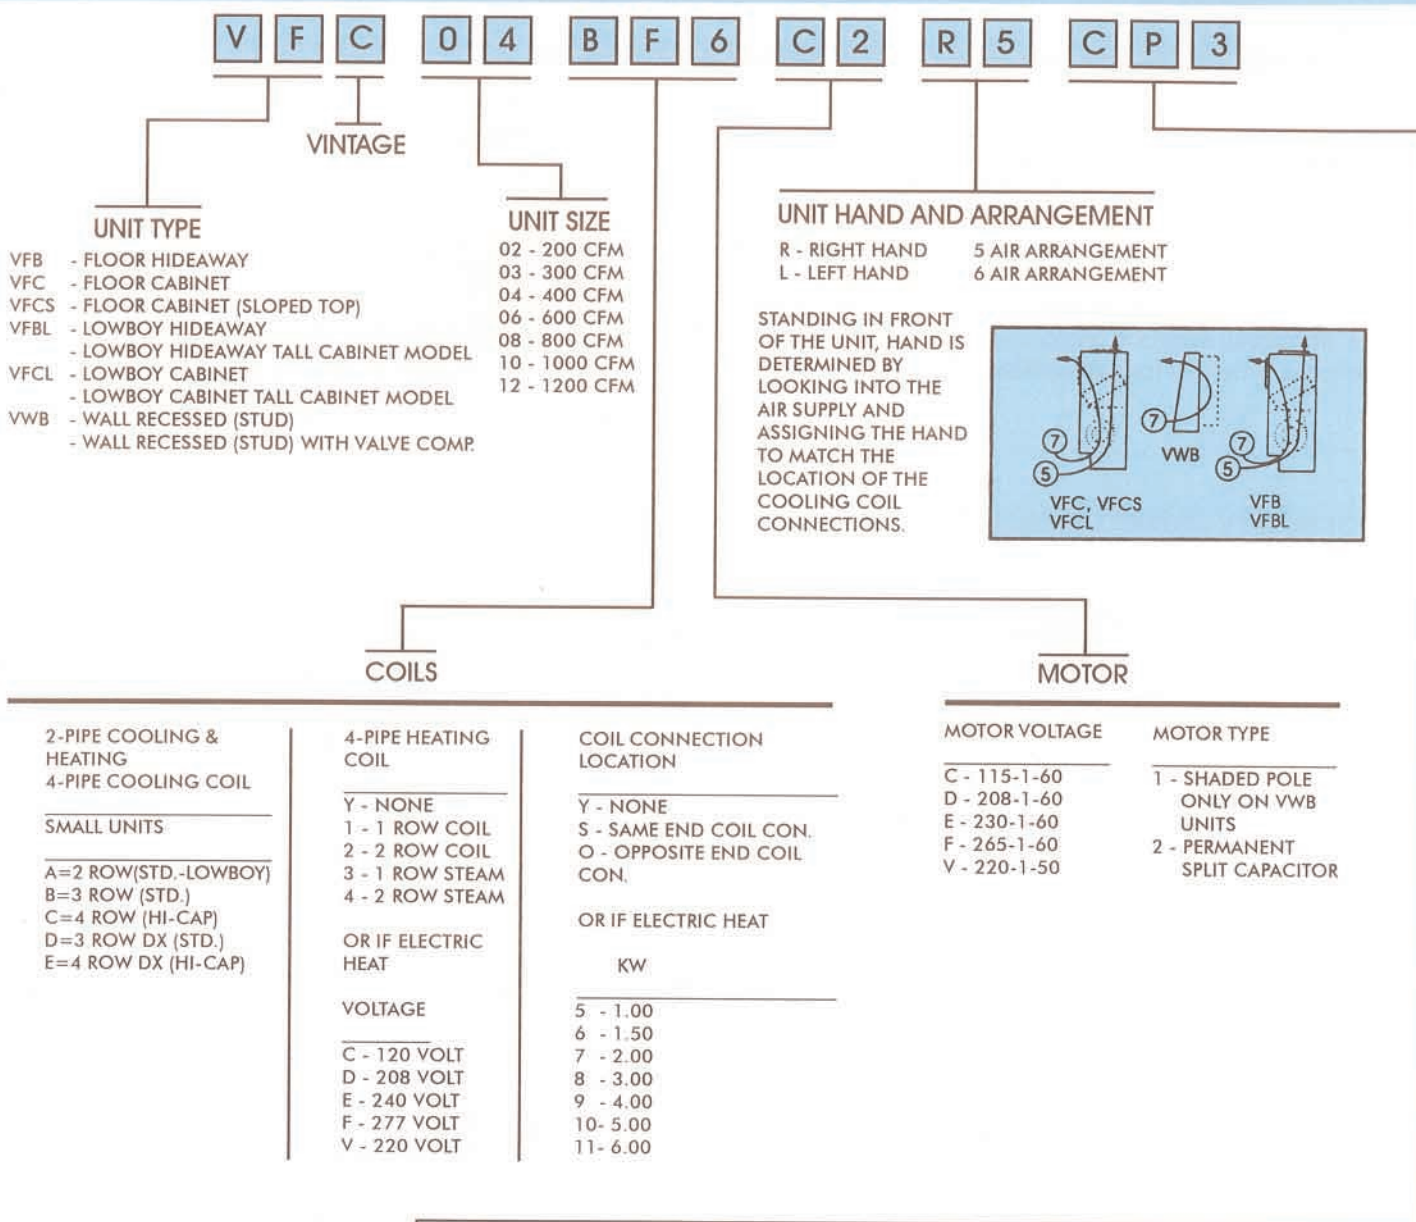 V F C 0 4 B F 6 C 2 R 5 C P 3
VINTAGE
UNIT TYPE
VFB - FLOOR HIDEAWAY
VFC - FLOOR CABINET
VFCS - FLOOR CABINET (SLOPED TOP)
VFBL - LOWBOY HIDEAWAY
- LOWBOY HIDEAWAY TALL CABINET MODEL
VFCL - LOWBOY CABINET
- LOWBOY CABINET TALL CABINET MODEL
VWB - WALL RECESSED (STUD)
- WALL RECESSED (STUD) WITH VALVE COMP.
UNIT SIZE
02 - 200 CFM
03 - 300 CFM
04 - 400 CFM
06 - 600 CFM
08 - 800 CFM
10 - 1000 CFM
12 - 1200 CFM
UNIT HAND AND ARRANGEMENT
R - RIGHT HAND 5 AIR ARRANGEMENT
L - LEFT HAND 6 AIR ARRANGEMENT
STANDING IN FRONT
OF THE UNIT, HAND IS
DETERMINED BY
LOOKING INTO THE
AIR SUPPLY AND
ASSIGNING THE HAND
TO MATCH THE
LOCATION OF THE
COOLING COIL
CONNECTIONS.
7
5
VFC, VFCS
VFCL
7
VWB
7
5
VFB
VFBL
COILS
2-PIPE COOLING &
HEATING
4-PIPE COOLING COIL
SMALL UNITS
A=2 ROW(STD.-LOWBOY)
B=3 ROW (STD.)
C=4 ROW (HI-CAP)
D=3 ROW DX (STD.)
E=4 ROW DX (HI-CAP)
4-PIPE HEATING
COIL
Y - NONE
1 - 1 ROW COIL
2 - 2 ROW COIL
3 - 1 ROW STEAM
4 - 2 ROW STEAM
OR IF ELECTRIC
HEAT
VOLTAGE
C - 120 VOLT
D - 208 VOLT
E - 240 VOLT
F - 277 VOLT
V - 220 VOLT
COIL CONNECTION
LOCATION
Y - NONE
S - SAME END COIL CON.
O - OPPOSITE END COIL
CON.
OR IF ELECTRIC HEAT
KW
5 - 1.00
6 - 1.50
7 - 2.00
8 - 3.00
9 - 4.00
10- 5.00
11- 6.00
MOTOR
MOTOR VOLTAGE
C - 115-1-60
D - 208-1-60
E - 230-1-60
F - 265-1-60
V - 220-1-50
MOTOR TYPE
1 - SHADED POLE
ONLY ON VWB
UNITS
2 - PERMANENT
SPLIT CAPACITOR